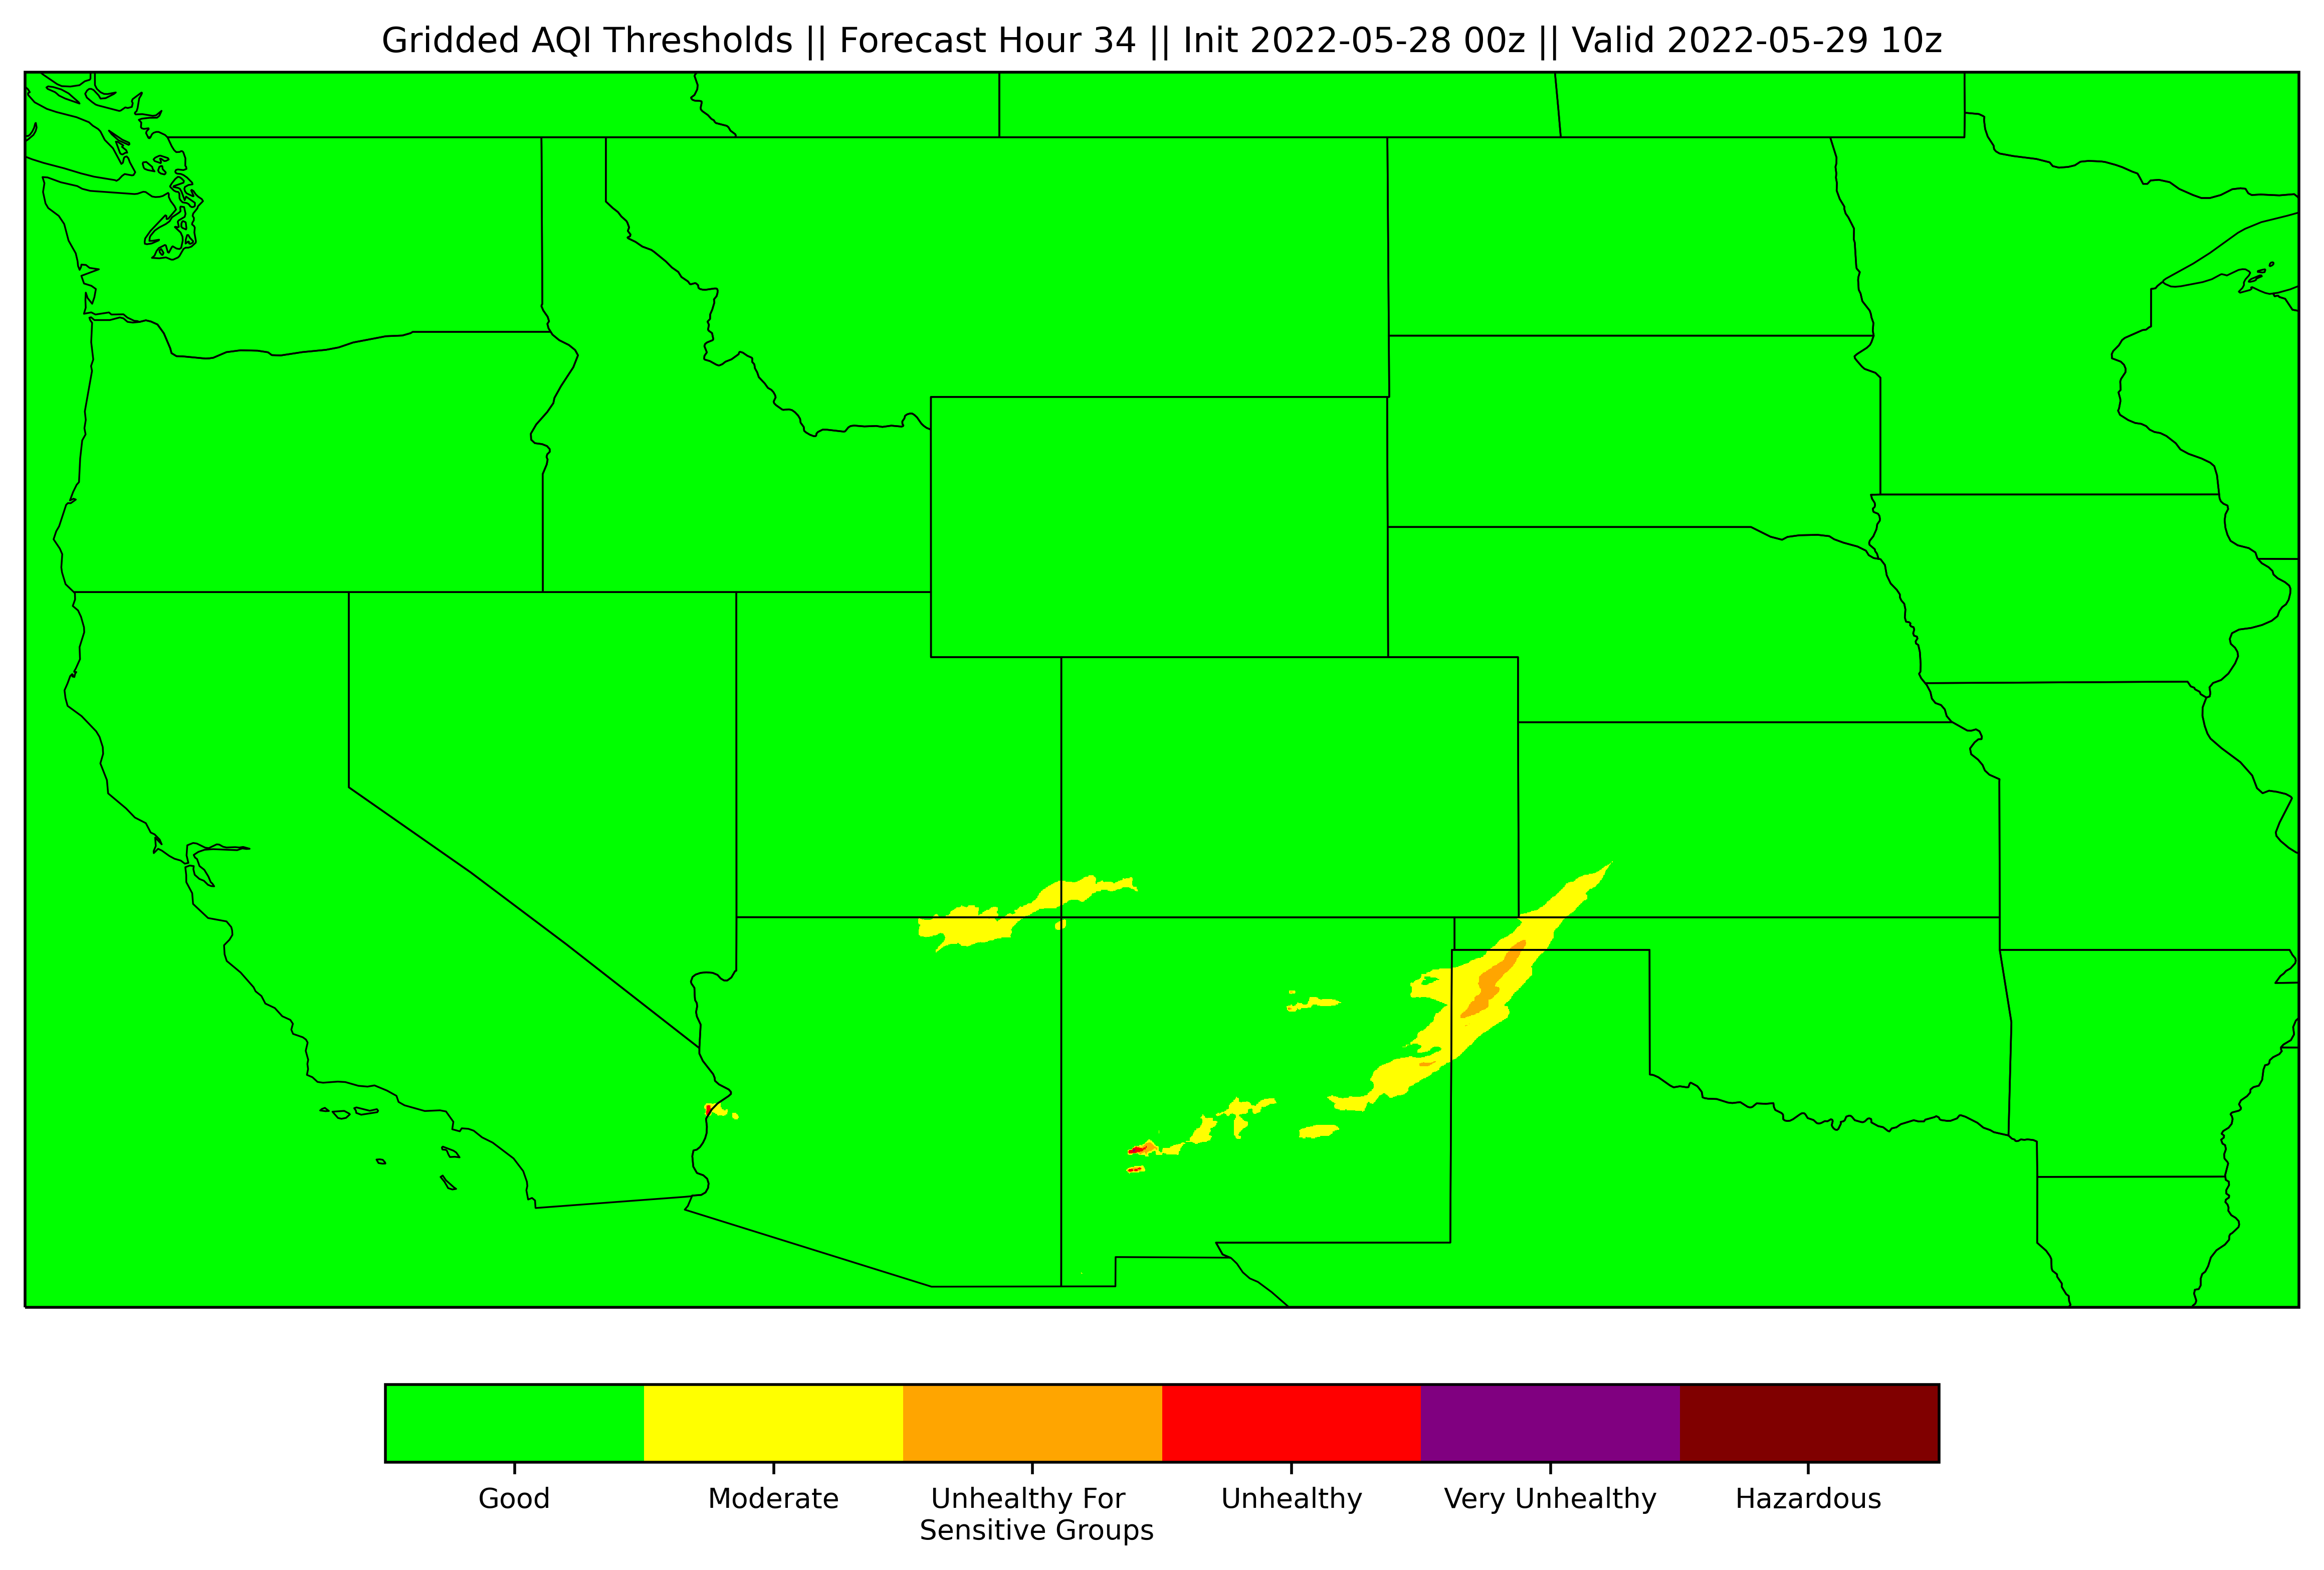 Gridded AQI Thresholds || Forecast Hour 34 || Init 2022-05-28 00z || Valid 2022-05-29 10z
Good
Moderate
Unhealthy For
Sensitive Groups
Unhealthy
Very Unhealthy
Hazardous